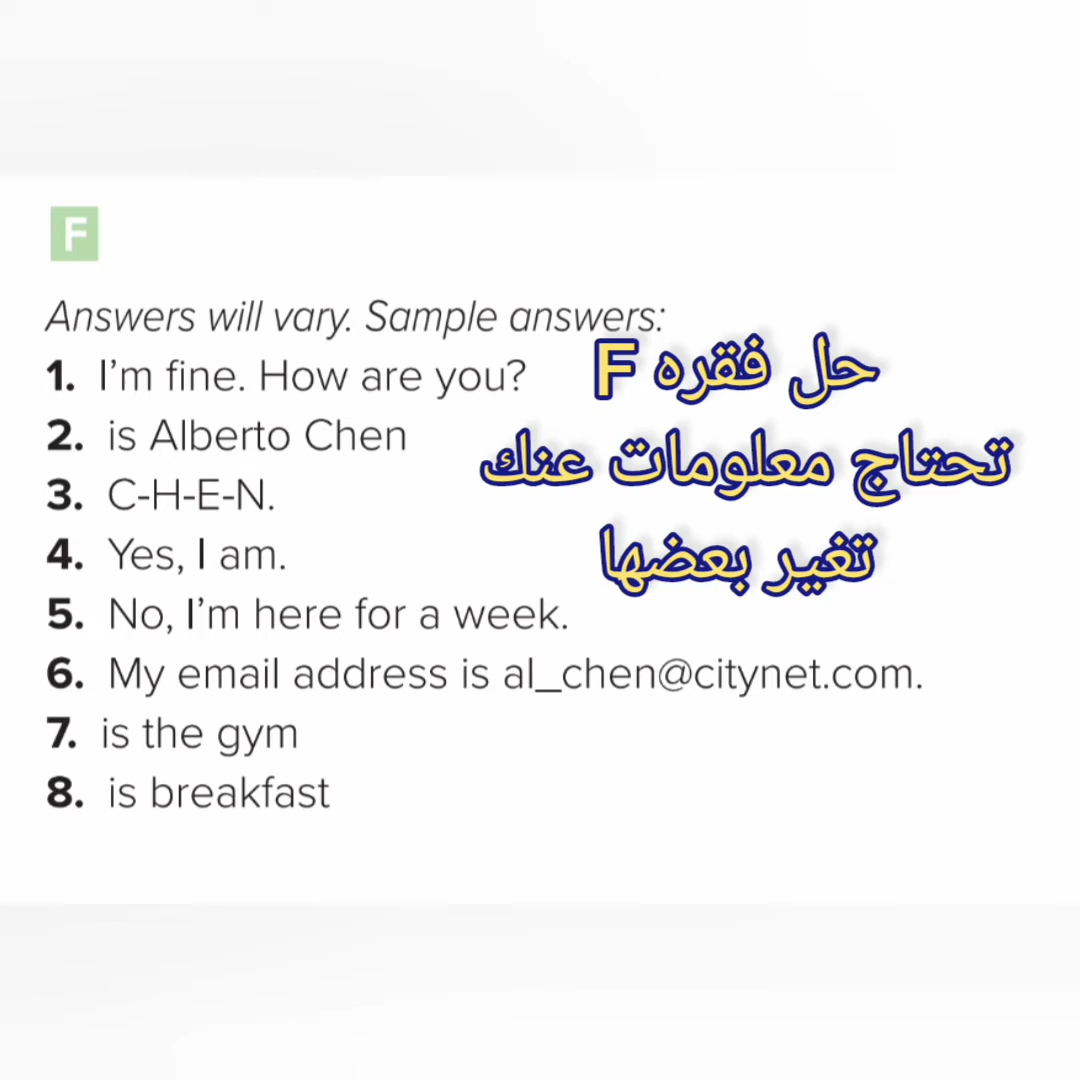 F
Answers will vary. Sample answers:
1. I'm fine. How are you?
2. is Alberto Chen
3. C-H-E-N.
4. Yes, I am.
5. No, I'm here for a week.
6. My email address is al_chen@citynet.com.
7. is the gym
8. is breakfast
حل فقره F
تحتاج معلومات عنك
تغير بعضها